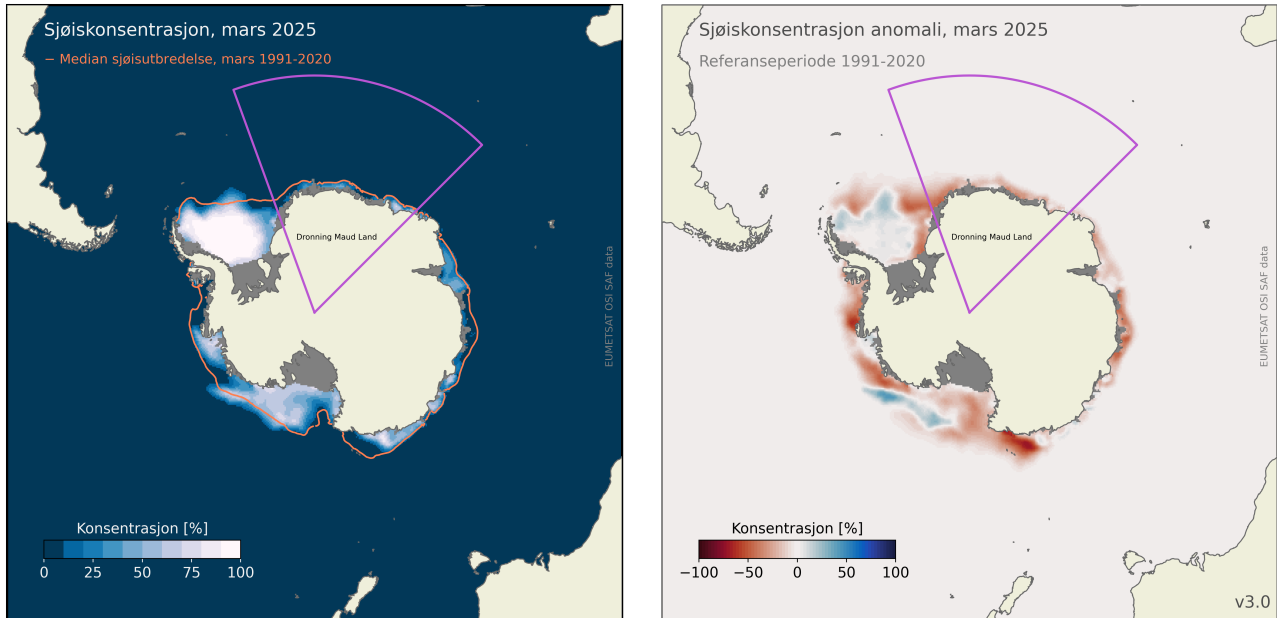 Sjøiskonsentrasjon, mars 2025
− Median sjøisutbredelse, mars 1991-2020
Dronning Maud Land
EUMETSAT OSI SAF data
Konsentrasjon [%]
0 25 50 75 100
Sjøiskonsentrasjon anomali, mars 2025
Referanseperiode 1991-2020
Dronning Maud Land
EUMETSAT OSI SAF data
Konsentrasjon [%]
−100 −50 0 50 100
v3.0